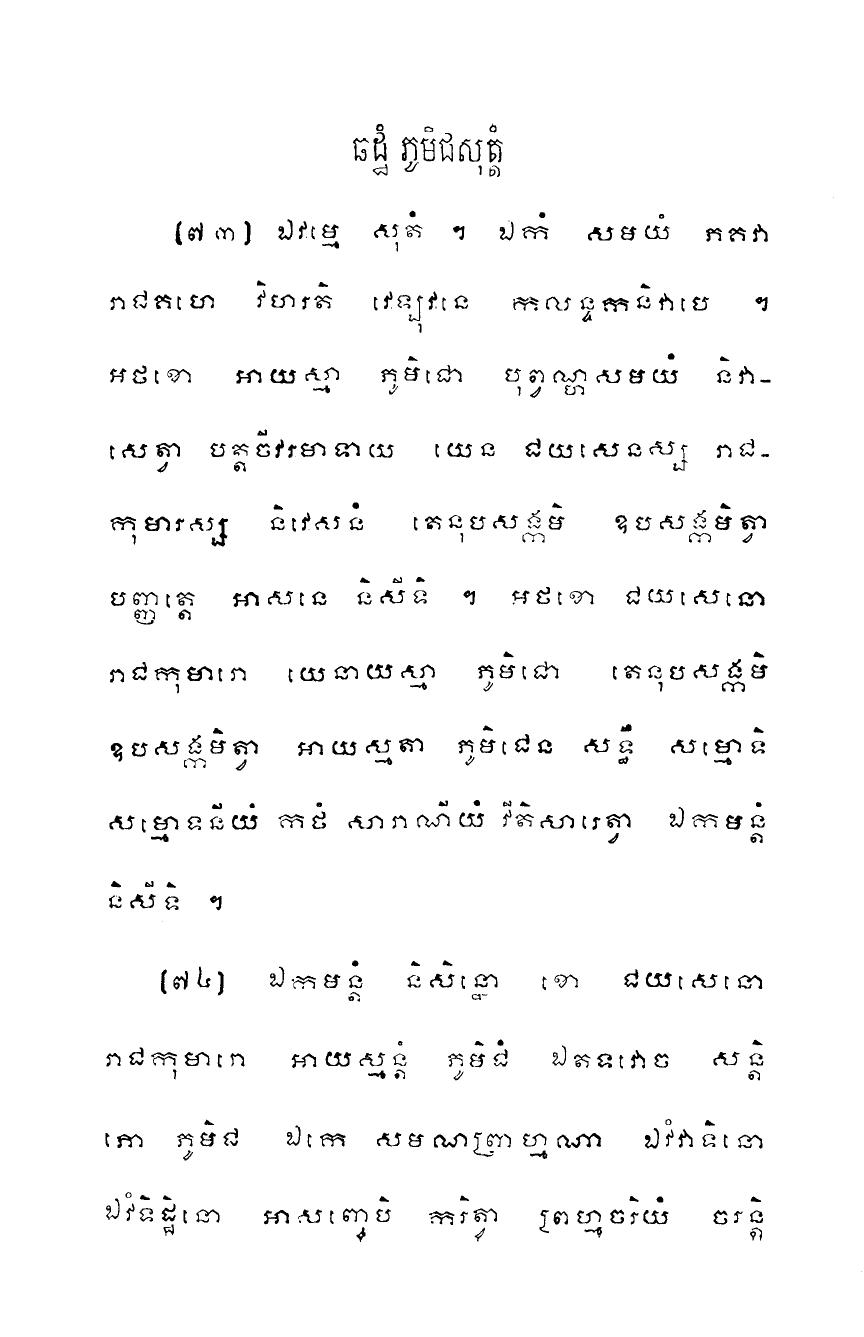 ឆដ្ឋំ ភូមិជសុត្តំ
(៧៣) ឯវម្មេ សុតំ ។ ឯកំ សមយំ ភគវា
រាជគហេ វិហរតិ វេឡុវនេ កលន្ទកនិវាបេ ។
អថខោ អាយស្មា ភូមិជោ បុព្វណ្ហសមយំ និវា-
សេត្វា បត្តចីវរមាទាយ យេន ជយសេនស្ស រាជ-
កុមារស្ស និវេសនំ តេនុបសង្កមិ ឧបសង្កមិត្វា
បញ្ញត្តេ អាសនេ និសីទិ ។ អថខោ ជយសេនោ
រាជកុមារោ យេនាយស្មា ភូមិជោ តេនុបសង្កមិ
ឧបសង្កមិត្វា អាយស្មតា ភូមិជេន សទ្ធឹ សម្មោទិ
សម្មោទនីយំ កថំ សារាណីយំ វីតិសារេត្វា ឯកមន្តំ
និសីទិ ។
(៧៤) ឯកមន្តំ និសិន្នោ ខោ ជយសេនោ
រាជកុមារោ អាយស្មន្តំ ភូមិជំ ឯតទវោច សន្តិ
ភោ ភូមិជ ឯកេ សមណព្រាហ្មណា ឯវំវាទិនោ
ឯវំទិដ្ឋិនោ អាសញ្ចេបិ ករិត្វា ព្រហ្មចរិយំ ចរន្តិ